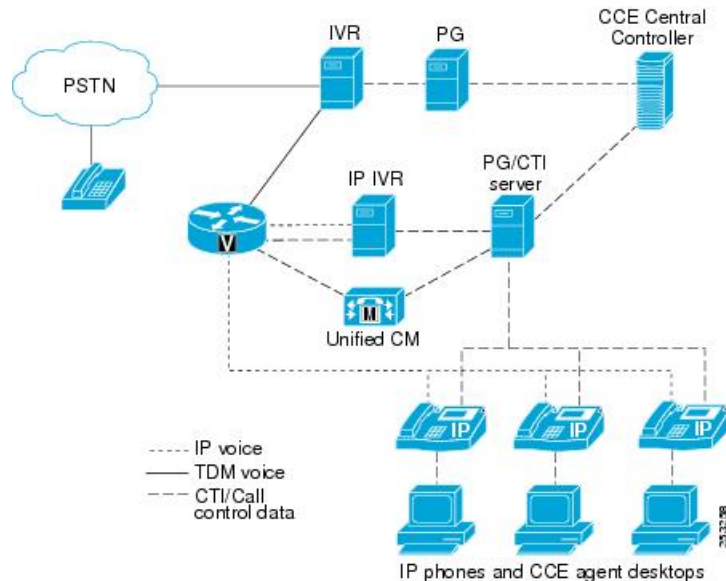 IVR
PG
CCE Central
Controller
PSTN
IP IVR
PG/CTI
server
V
M
Unified CM
IP
IP
IP
IP voice
TDM voice
CTI/Call
control data
IP phones and CCE agent desktops
253258